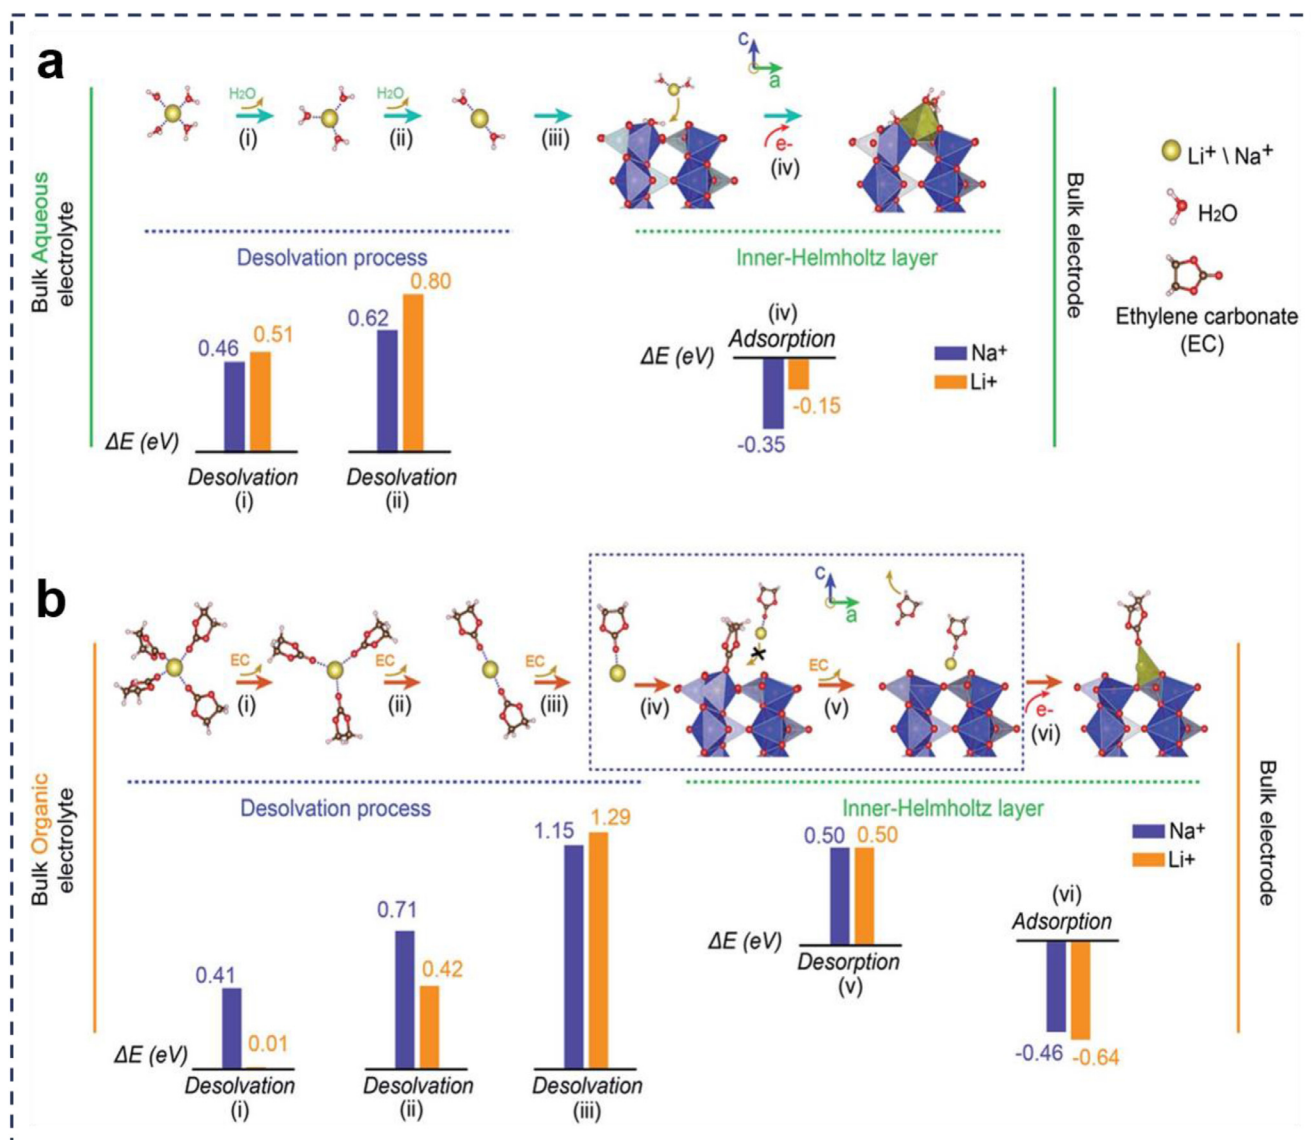 a
H2O
(i)
H2O
(ii)
(iii)
c
a
e-
(iv)
Li+ \ Na+
H2O
Ethylene carbonate
(EC)
Bulk Aqueous
electrolyte
Bulk electrode
Desolvation process
Inner-Helmholtz layer
0.46
0.51
0.62
0.80
ΔE (eV)
Desolvation
(i)
Desolvation
(ii)
(iv)
Adsorption
ΔE (eV)
-0.35
-0.15
Na+
Li+
b
EC
(i)
EC
(ii)
EC
(iii)
(iv)
c
a
EC
(v)
e-
(vi)
Bulk Organic
electrolyte
Bulk electrode
Desolvation process
Inner-Helmholtz layer
0.41
0.01
0.71
0.42
1.15
1.29
ΔE (eV)
Desolvation
(i)
Desolvation
(ii)
Desolvation
(iii)
0.50
0.50
ΔE (eV)
Desorption
(v)
Na+
Li+
(vi)
Adsorption
-0.46
-0.64